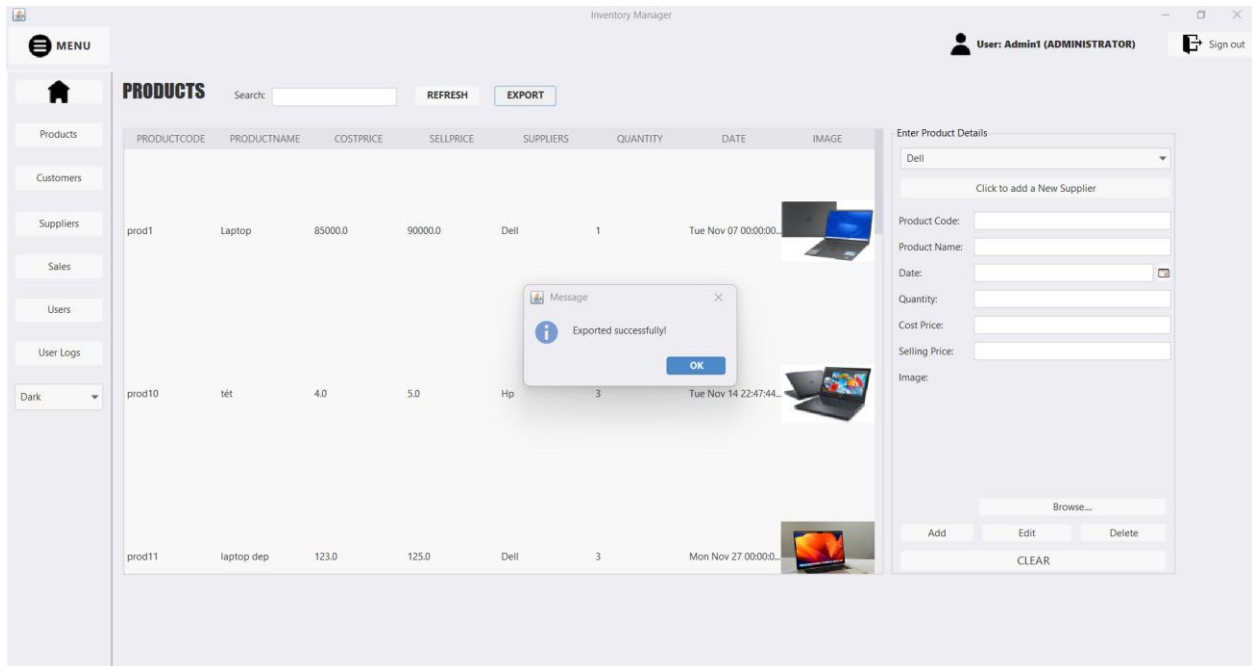 Inventory Manager
MENU
User: Admin1 (ADMINISTRATOR)
Sign out
PRODUCTS
Search:
REFRESH
EXPORT
Products
Customers
Suppliers
Sales
Users
User Logs
Dark
PRODUCTCODE PRODUCTNAME COSTPRICE SELLPRICE SUPPLIERS QUANTITY DATE IMAGE
prod1 Laptop 85000.0 90000.0 Dell 1 Tue Nov 07 00:00:00...
prod10 tét 4.0 5.0 Hp 3 Tue Nov 14 22:47:44...
prod11 laptop dep 123.0 125.0 Dell 3 Mon Nov 27 00:00:0...
Message
Exported successfully!
OK
Enter Product Details
Dell
Click to add a New Supplier
Product Code:
Product Name:
Date:
Quantity:
Cost Price:
Selling Price:
Image:
Browse...
Add Edit Delete
CLEAR